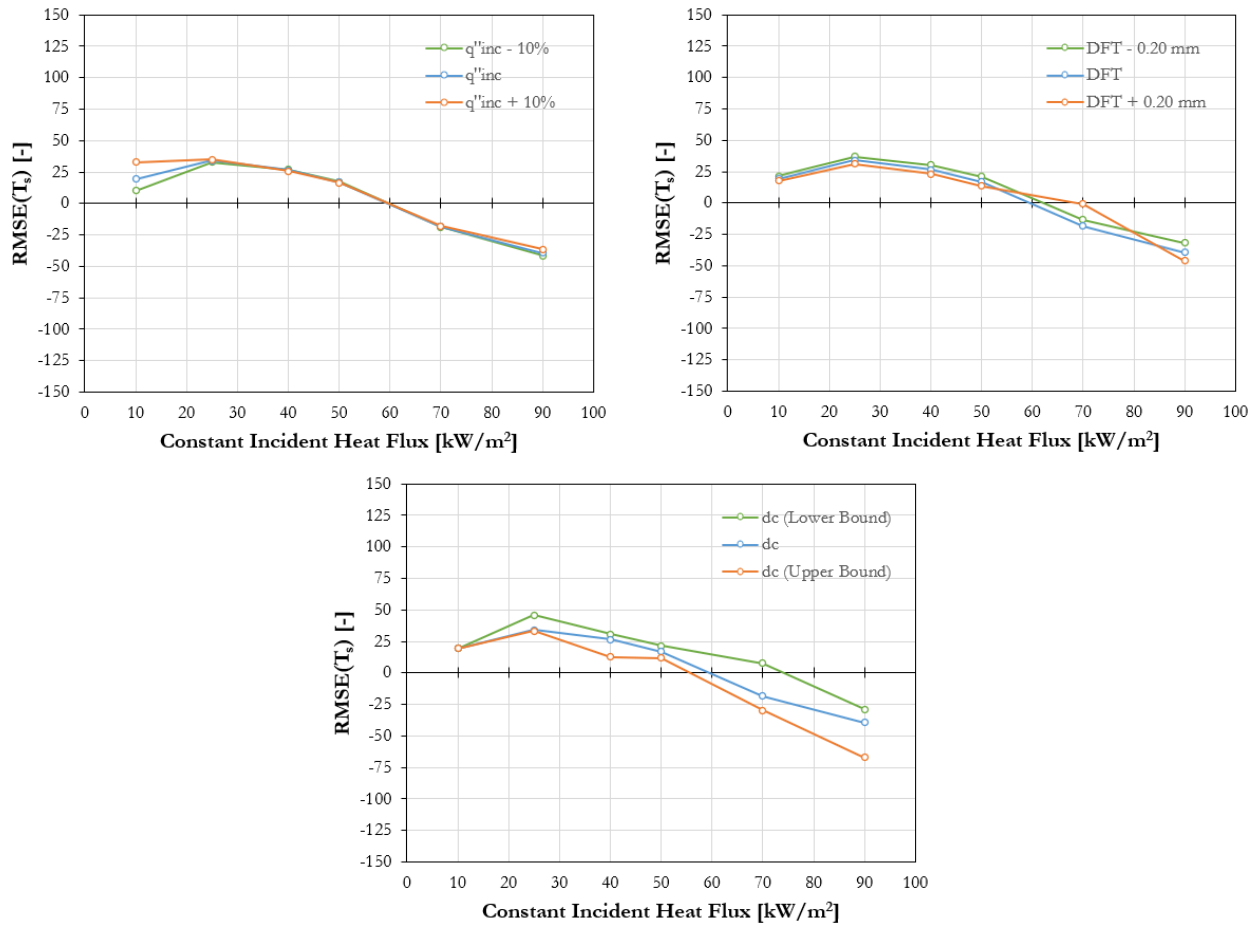 150
125
100
75
50
25
0
-25
-50
-75
-100
-125
-150
RMSE(Tₛ) [-]
q"inc - 10%
q"inc
q"inc + 10%
0 10 20 30 40 50 60 70 80 90 100
Constant Incident Heat Flux [kW/m²]
150
125
100
75
50
25
0
-25
-50
-75
-100
-125
-150
RMSE(Tₛ) [-]
DFT - 0.20 mm
DFT
DFT + 0.20 mm
0 10 20 30 40 50 60 70 80 90 100
Constant Incident Heat Flux [kW/m²]
150
125
100
75
50
25
0
-25
-50
-75
-100
-125
-150
RMSE(Tₛ) [-]
dc (Lower Bound)
dc
dc (Upper Bound)
0 10 20 30 40 50 60 70 80 90 100
Constant Incident Heat Flux [kW/m²]